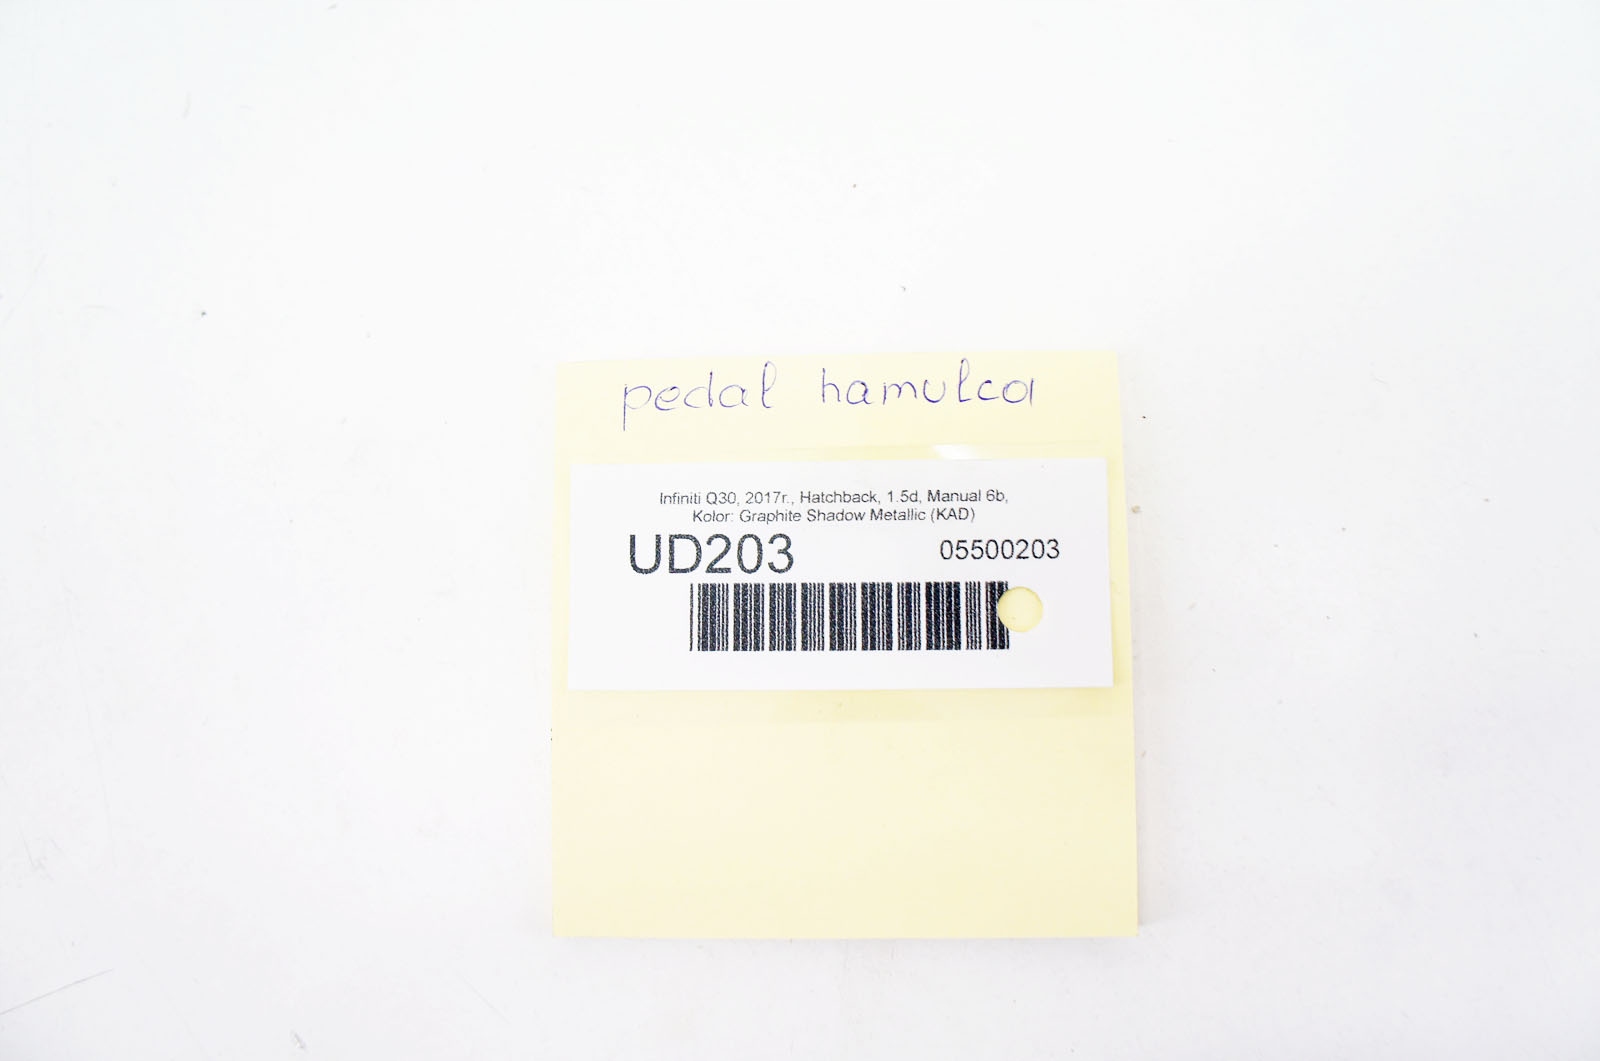 pedal hamulca
Infiniti Q30, 2017r., Hatchback, 1.5d, Manual 6b,
Kolor: Graphite Shadow Metallic (KAD)
UD203 05500203